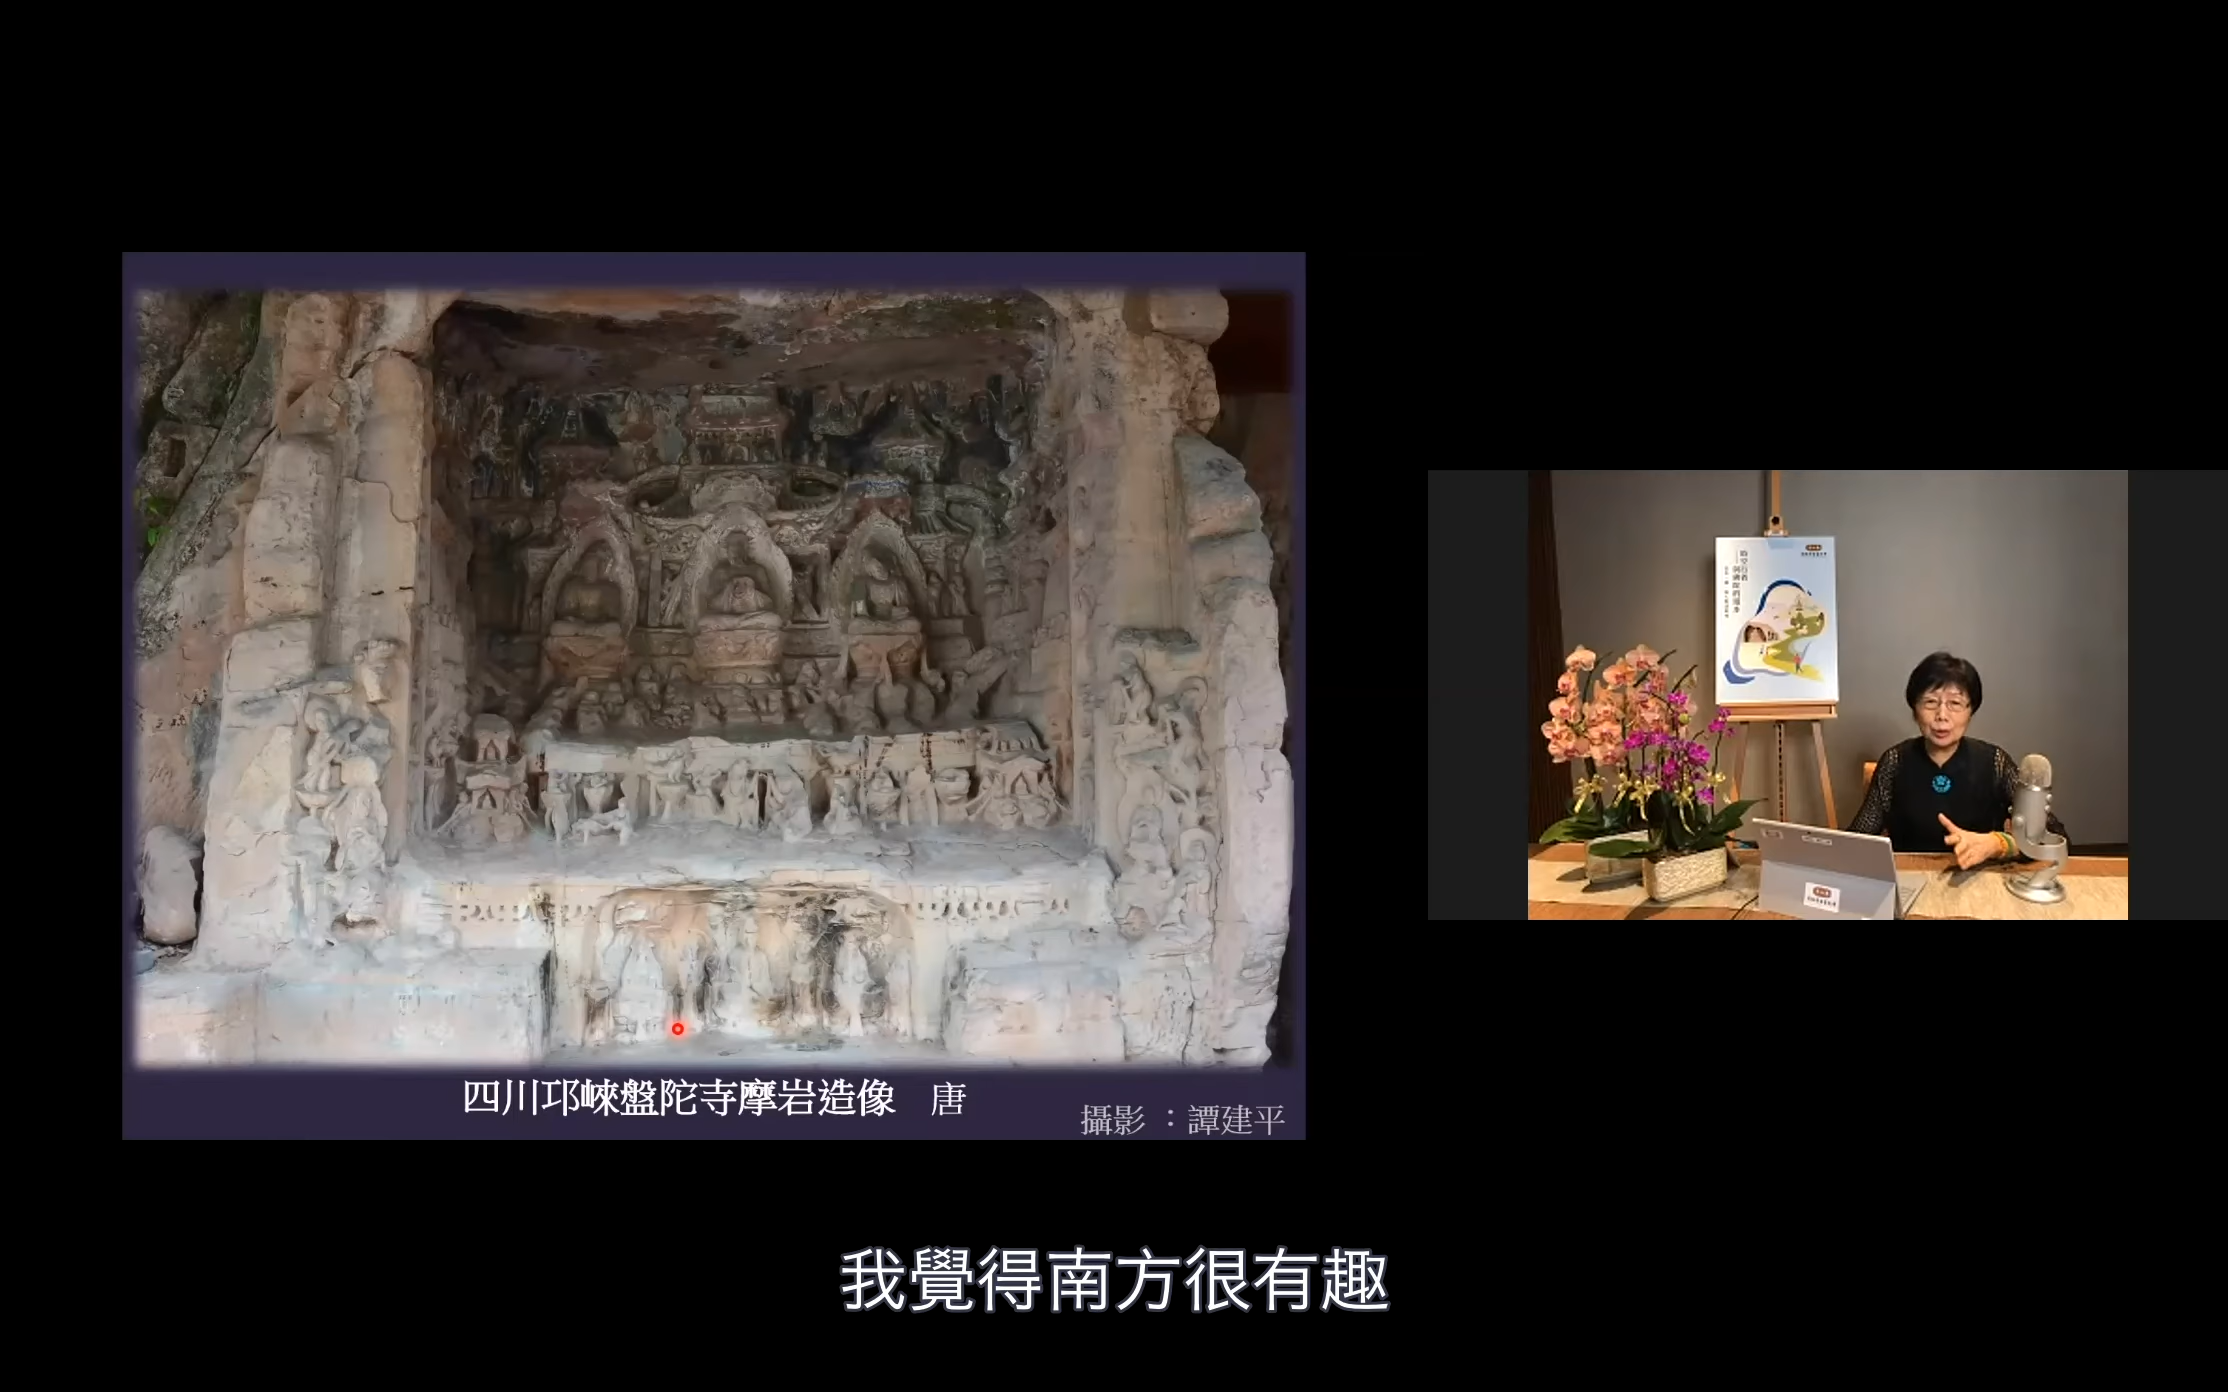 四川邛崍盤陀寺摩岩造像　唐
攝影：譚建平
我覺得南方很有趣